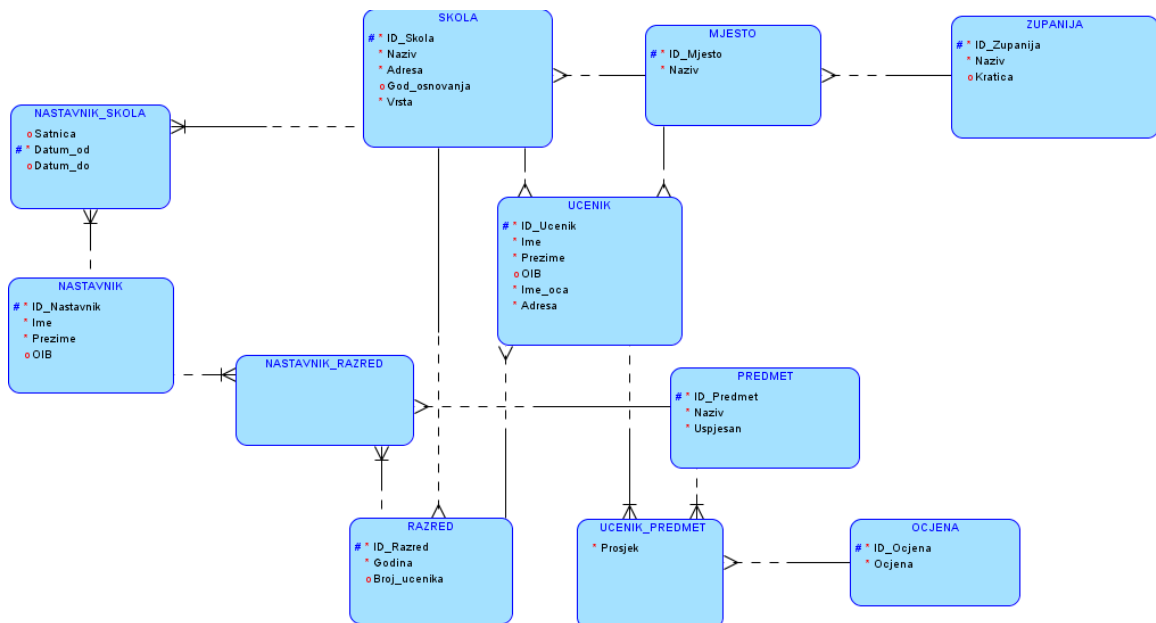 SKOLA
# * ID_Skola
* Naziv
* Adresa
o God_osnovanja
* Vrsta
MJESTO
# * ID_Mjesto
* Naziv
ZUPANIJA
# * ID_Zupanija
* Naziv
o Kratica
NASTAVNIK_SKOLA
o Satnica
# * Datum_od
o Datum_do
UCENIK
# * ID_Ucenik
* Ime
* Prezime
o OIB
* Ime_oca
* Adresa
NASTAVNIK
# * ID_Nastavnik
* Ime
* Prezime
o OIB
NASTAVNIK_RAZRED
PREDMET
# * ID_Predmet
* Naziv
* Uspjesan
RAZRED
# * ID_Razred
* Godina
o Broj_ucenika
UCENIK_PREDMET
* Prosjek
OCJENA
# * ID_Ocjena
* Ocjena